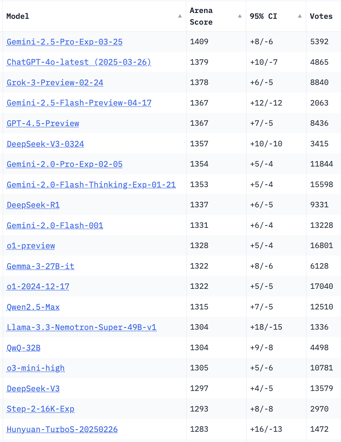 Model Arena Score 95% CI Votes
Gemini-2.5-Pro-Exp-03-25 1409 +8/-6 5392
ChatGPT-4o-latest (2025-03-26) 1379 +10/-7 4865
Grok-3-Preview-02-24 1378 +6/-5 8840
Gemini-2.5-Flash-Preview-04-17 1367 +12/-12 2063
GPT-4.5-Preview 1367 +7/-5 8436
DeepSeek-V3-0324 1357 +10/-10 3415
Gemini-2.0-Pro-Exp-02-05 1354 +5/-4 11844
Gemini-2.0-Flash-Thinking-Exp-01-21 1353 +5/-4 15598
DeepSeek-R1 1337 +6/-5 9331
Gemini-2.0-Flash-001 1331 +6/-4 13228
o1-preview 1328 +5/-4 16801
Gemma-3-27B-it 1322 +8/-6 6128
o1-2024-12-17 1322 +5/-5 17040
Qwen2.5-Max 1315 +7/-5 12510
Llama-3.3-Nemotron-Super-49B-v1 1304 +18/-15 1336
QwQ-32B 1304 +9/-8 4498
o3-mini-high 1305 +5/-6 10781
DeepSeek-V3 1297 +4/-5 13579
Step-2-16K-Exp 1293 +8/-8 2970
Hunyuan-TurboS-20250226 1283 +16/-13 1472